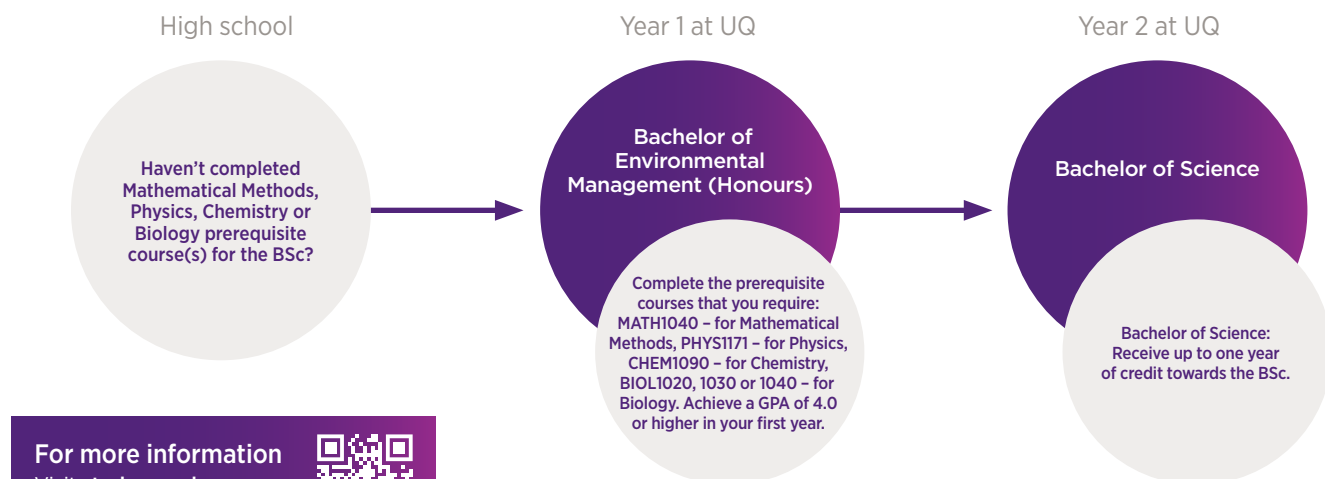 High school
Year 1 at UQ
Year 2 at UQ
Haven't completed
Mathematical Methods,
Physics, Chemistry or
Biology prerequisite
course(s) for the BSc?
Bachelor of
Environmental
Management (Honours)
Complete the prerequisite
courses that you require:
MATH1040 – for Mathematical
Methods, PHYS1171 – for Physics,
CHEM1090 – for Chemistry,
BIOL1020, 1030 or 1040 – for
Biology. Achieve a GPA of 4.0
or higher in your first year.
Bachelor of Science
Bachelor of Science:
Receive up to one year
of credit towards the BSc.
For more information